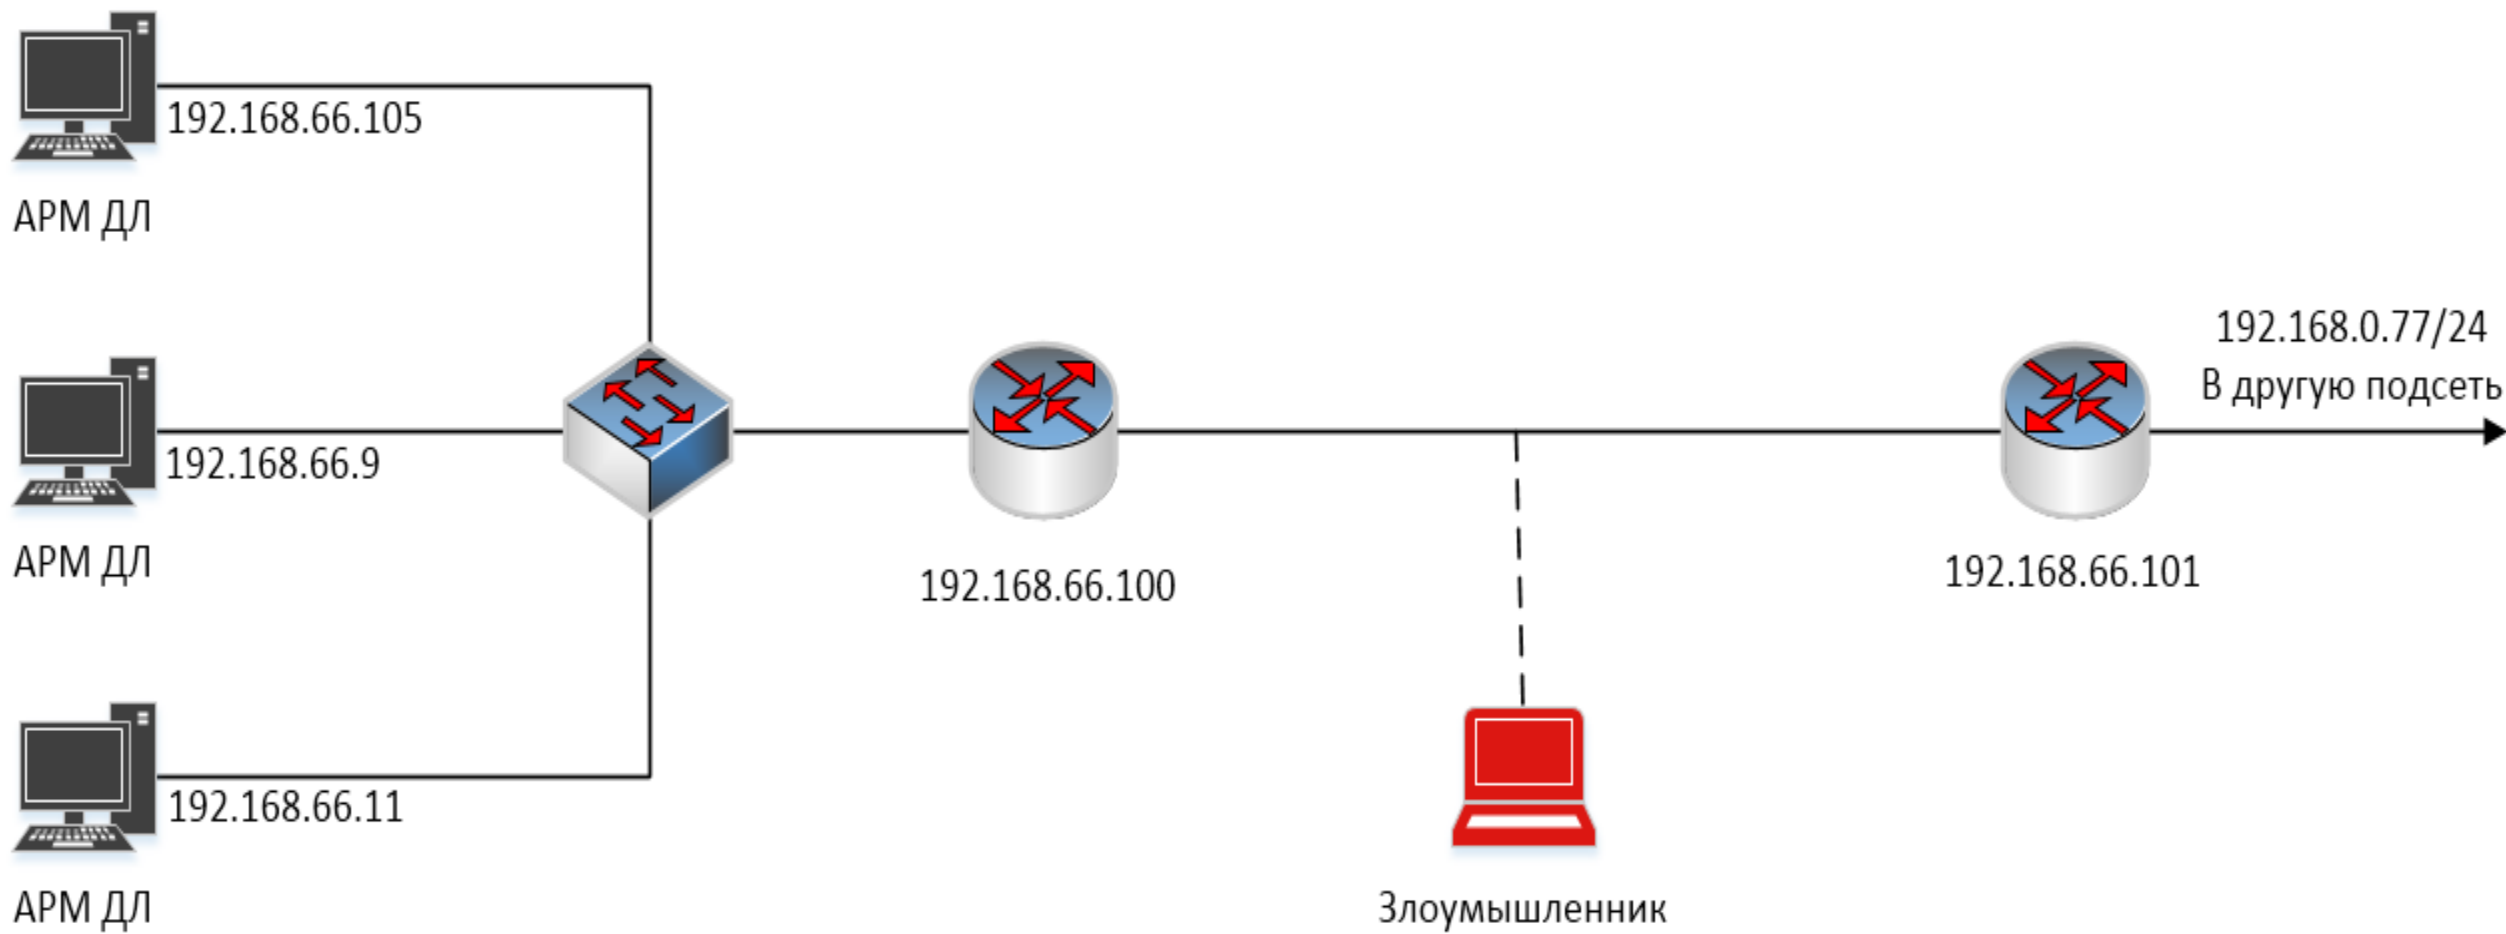 192.168.66.105
АРМ ДЛ
192.168.66.9
АРМ ДЛ
192.168.66.11
АРМ ДЛ
192.168.66.100
Злоумышленник
192.168.66.101
192.168.0.77/24
В другую подсеть